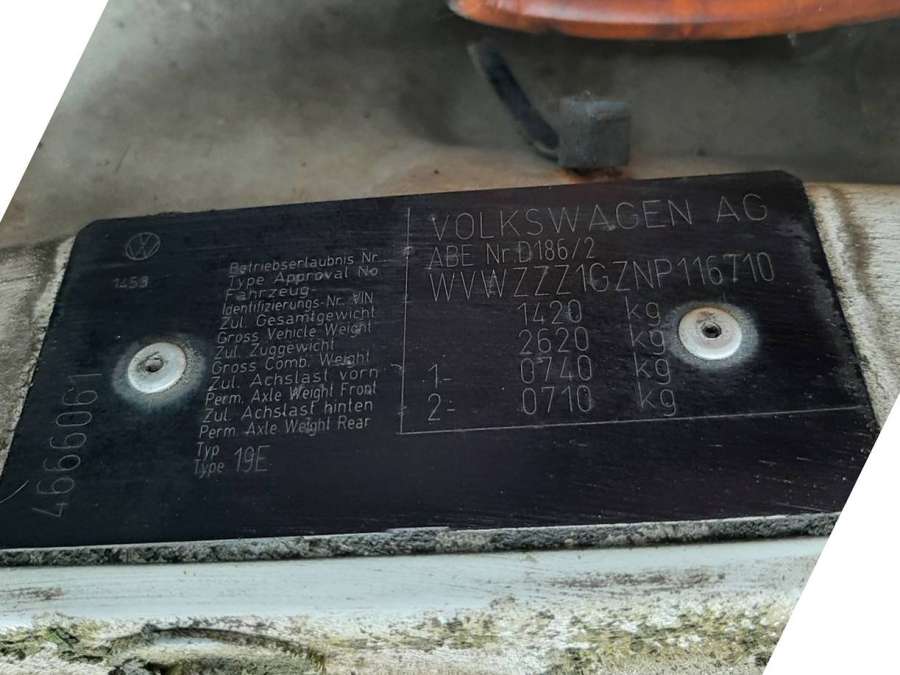 VOLKSWAGEN AG
ABE Nr. D186/2
Betriebserlaubnis Nr.
Type Approval No
Fahrzeug-
Identifizierungs-Nr. VIN
WVWZZZ1GZNP116710
Zul. Gesamtgewicht
Gross Vehicle Weight
1420 kg
Zul. Zuggewicht
Gross Comb. Weight
2620 kg
Zul. Achslast vorn
Perm. Axle Weight Front
1- 0740 kg
Zul. Achslast hinten
Perm. Axle Weight Rear
2- 0710 kg
Typ
Type 19E
1453
4666061